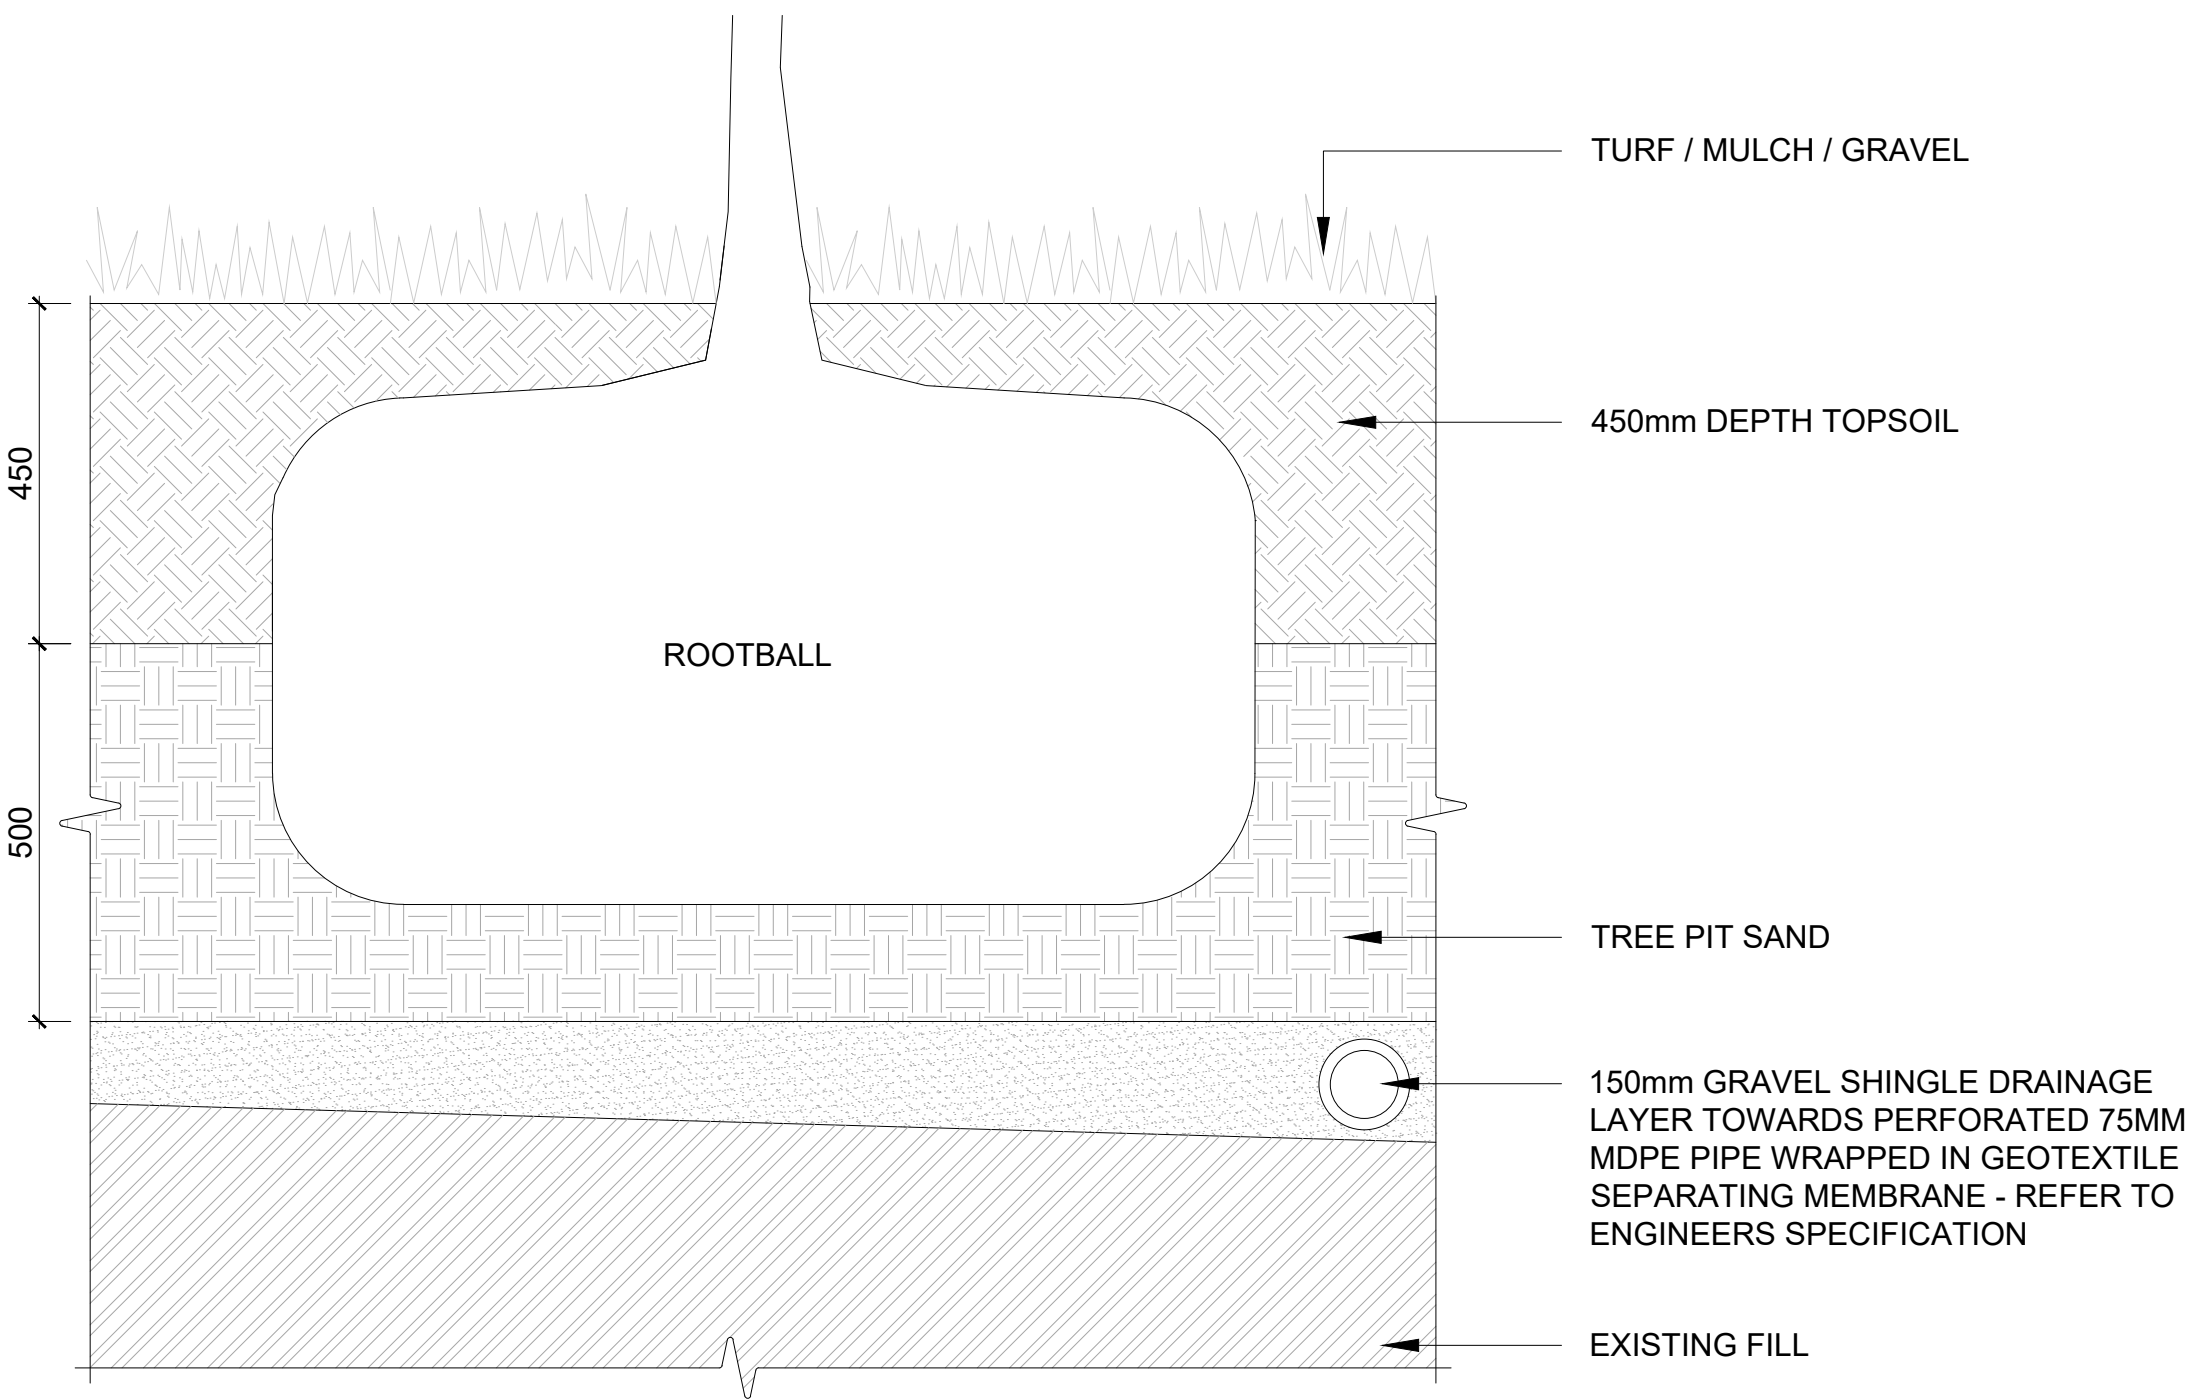 TURF / MULCH / GRAVEL
450mm DEPTH TOPSOIL
450
ROOTBALL
500
TREE PIT SAND
150mm GRAVEL SHINGLE DRAINAGE
LAYER TOWARDS PERFORATED 75MM
MDPE PIPE WRAPPED IN GEOTEXTILE
SEPARATING MEMBRANE - REFER TO
ENGINEERS SPECIFICATION
EXISTING FILL